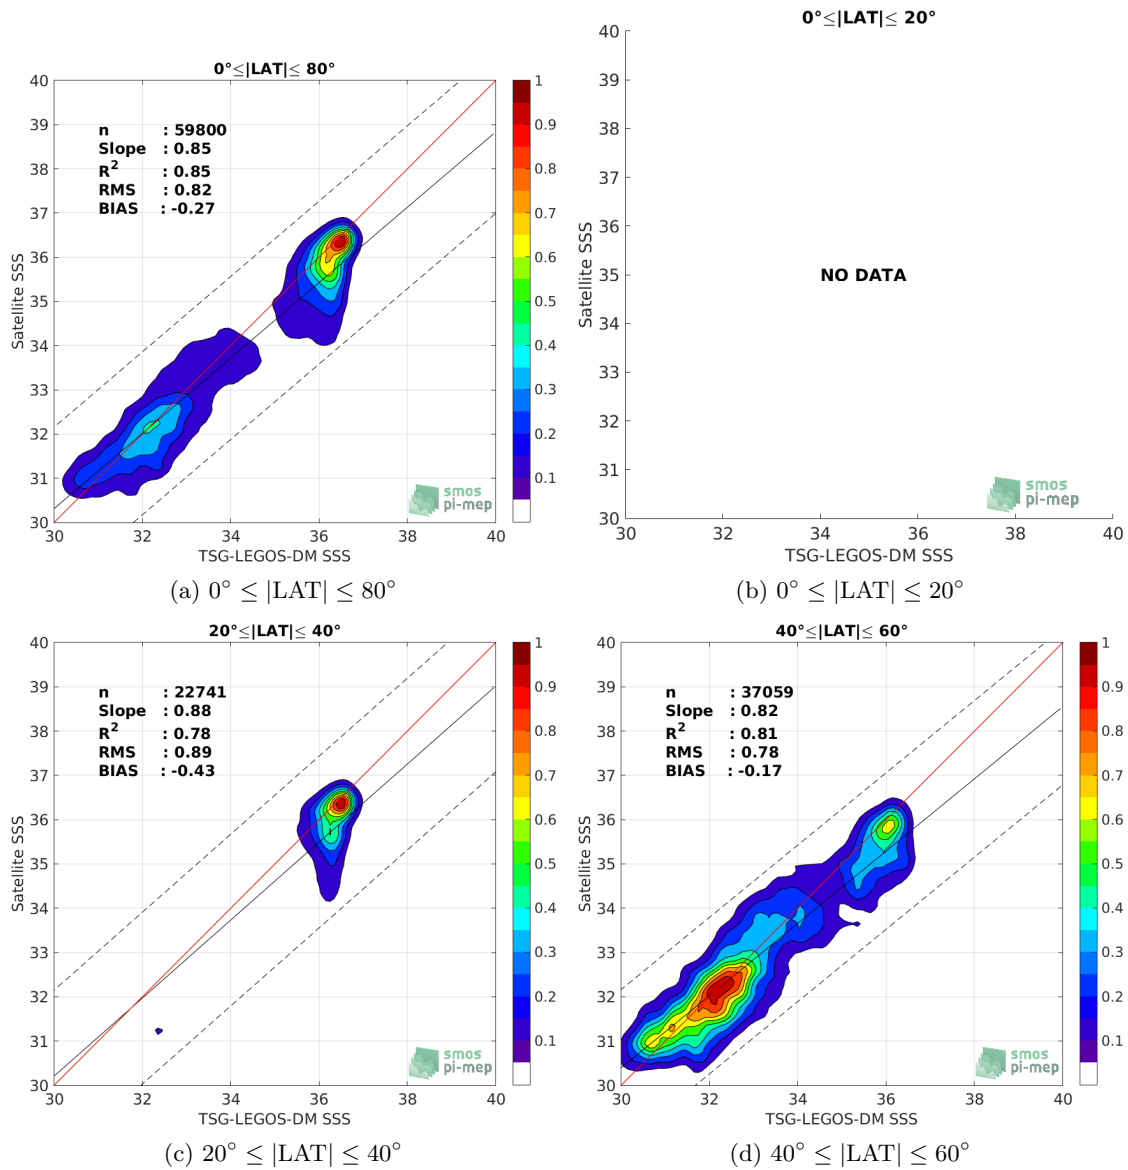 0°≤|LAT|≤ 80°
40
39
38
37
36
35
34
33
32
31
30
Satellite SSS
n : 59800
Slope : 0.85
R2 : 0.85
RMS : 0.82
BIAS : -0.27
smos
pi-mep
30 32 34 36 38 40
TSG-LEGOS-DM SSS
1
0.9
0.8
0.7
0.6
0.5
0.4
0.3
0.2
0.1
(a) 0° ≤ |LAT| ≤ 80°
0°≤|LAT|≤ 20°
40
39
38
37
36
35
34
33
32
31
30
Satellite SSS
NO DATA
smos
pi-mep
30 32 34 36 38 40
TSG-LEGOS-DM SSS
(b) 0° ≤ |LAT| ≤ 20°
20°≤|LAT|≤ 40°
40
39
38
37
36
35
34
33
32
31
30
Satellite SSS
n : 22741
Slope : 0.88
R2 : 0.78
RMS : 0.89
BIAS : -0.43
smos
pi-mep
30 32 34 36 38 40
TSG-LEGOS-DM SSS
1
0.9
0.8
0.7
0.6
0.5
0.4
0.3
0.2
0.1
(c) 20° ≤ |LAT| ≤ 40°
40°≤|LAT|≤ 60°
40
39
38
37
36
35
34
33
32
31
30
Satellite SSS
n : 37059
Slope : 0.82
R2 : 0.81
RMS : 0.78
BIAS : -0.17
smos
pi-mep
30 32 34 36 38 40
TSG-LEGOS-DM SSS
1
0.9
0.8
0.7
0.6
0.5
0.4
0.3
0.2
0.1
(d) 40° ≤ |LAT| ≤ 60°